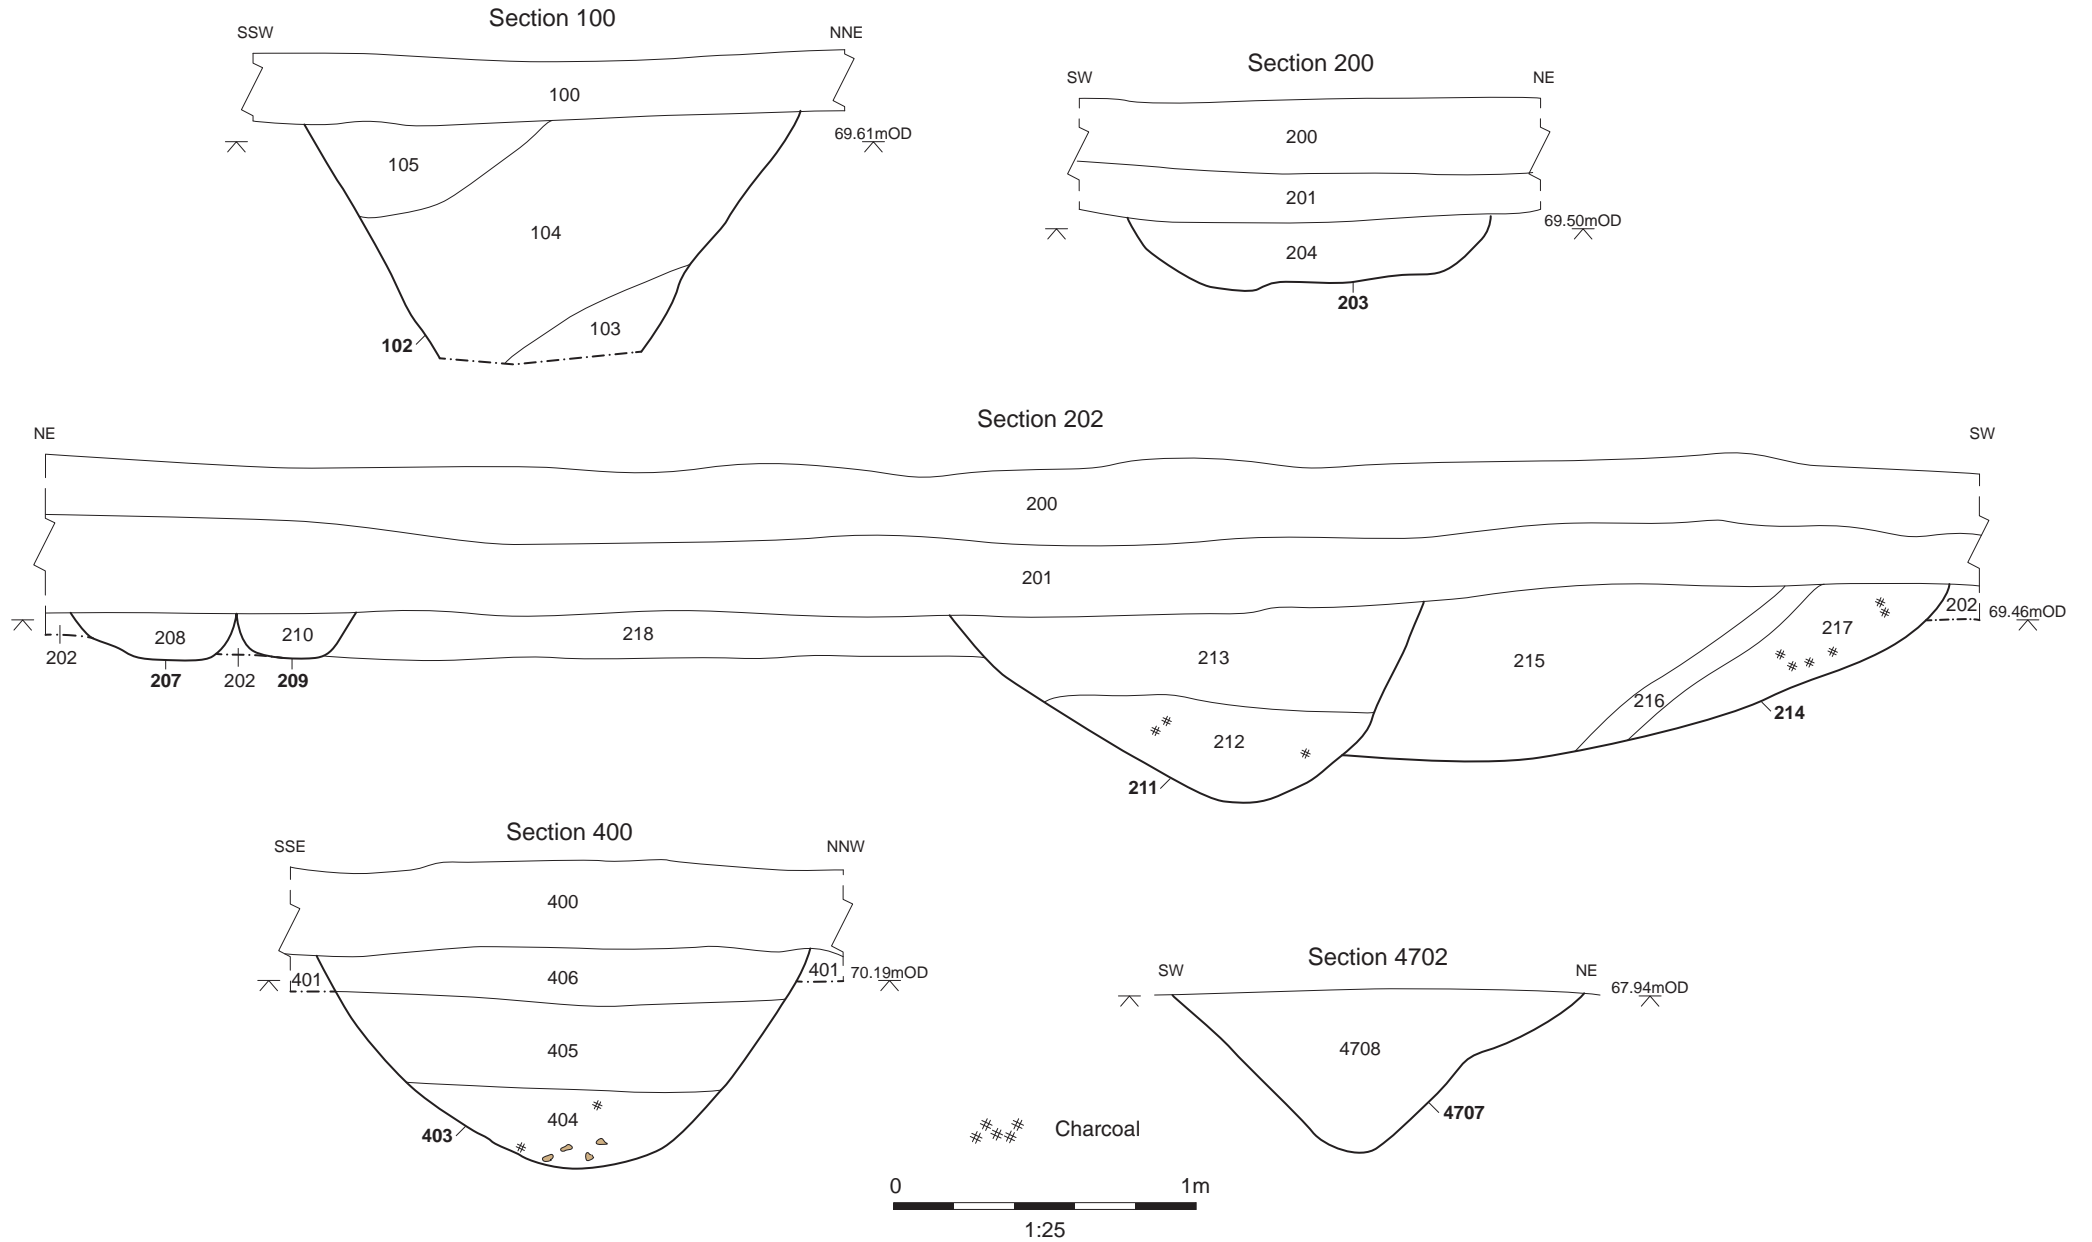 Section 100
SSW
NNE
100
69.61mOD
105
104
103
102
Section 200
SW
NE
200
201
69.50mOD
204
203
Section 202
NE
SW
200
201
202
69.46mOD
208
210
218
213
215
217
202
207
202
209
216
214
212
211
Section 400
SSE
NNW
400
401
406
401
70.19mOD
405
404
403
Section 4702
SW
NE
67.94mOD
4708
4707
Charcoal
0
1m
1:25